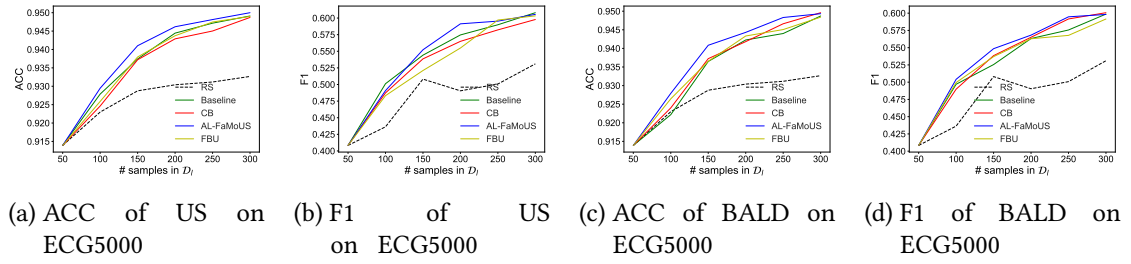 0.950
0.945
0.940
0.935
0.930
0.925
0.920
0.915
ACC
50 100 150 200 250 300
# samples in 𝒟l
RS
Baseline
CB
AL-FaMoUS
FBU
0.600
0.575
0.550
0.525
0.500
0.475
0.450
0.425
0.400
F1
50 100 150 200 250 300
# samples in 𝒟l
RS
Baseline
CB
AL-FaMoUS
FBU
0.950
0.945
0.940
0.935
0.930
0.925
0.920
0.915
ACC
50 100 150 200 250 300
# samples in 𝒟l
RS
Baseline
CB
AL-FaMoUS
FBU
0.600
0.575
0.550
0.525
0.500
0.475
0.450
0.425
0.400
F1
50 100 150 200 250 300
# samples in 𝒟l
RS
Baseline
CB
AL-FaMoUS
FBU
(a) ACC of US on
ECG5000
(b) F1 of US
on ECG5000
(c) ACC of BALD on
ECG5000
(d) F1 of BALD on
ECG5000